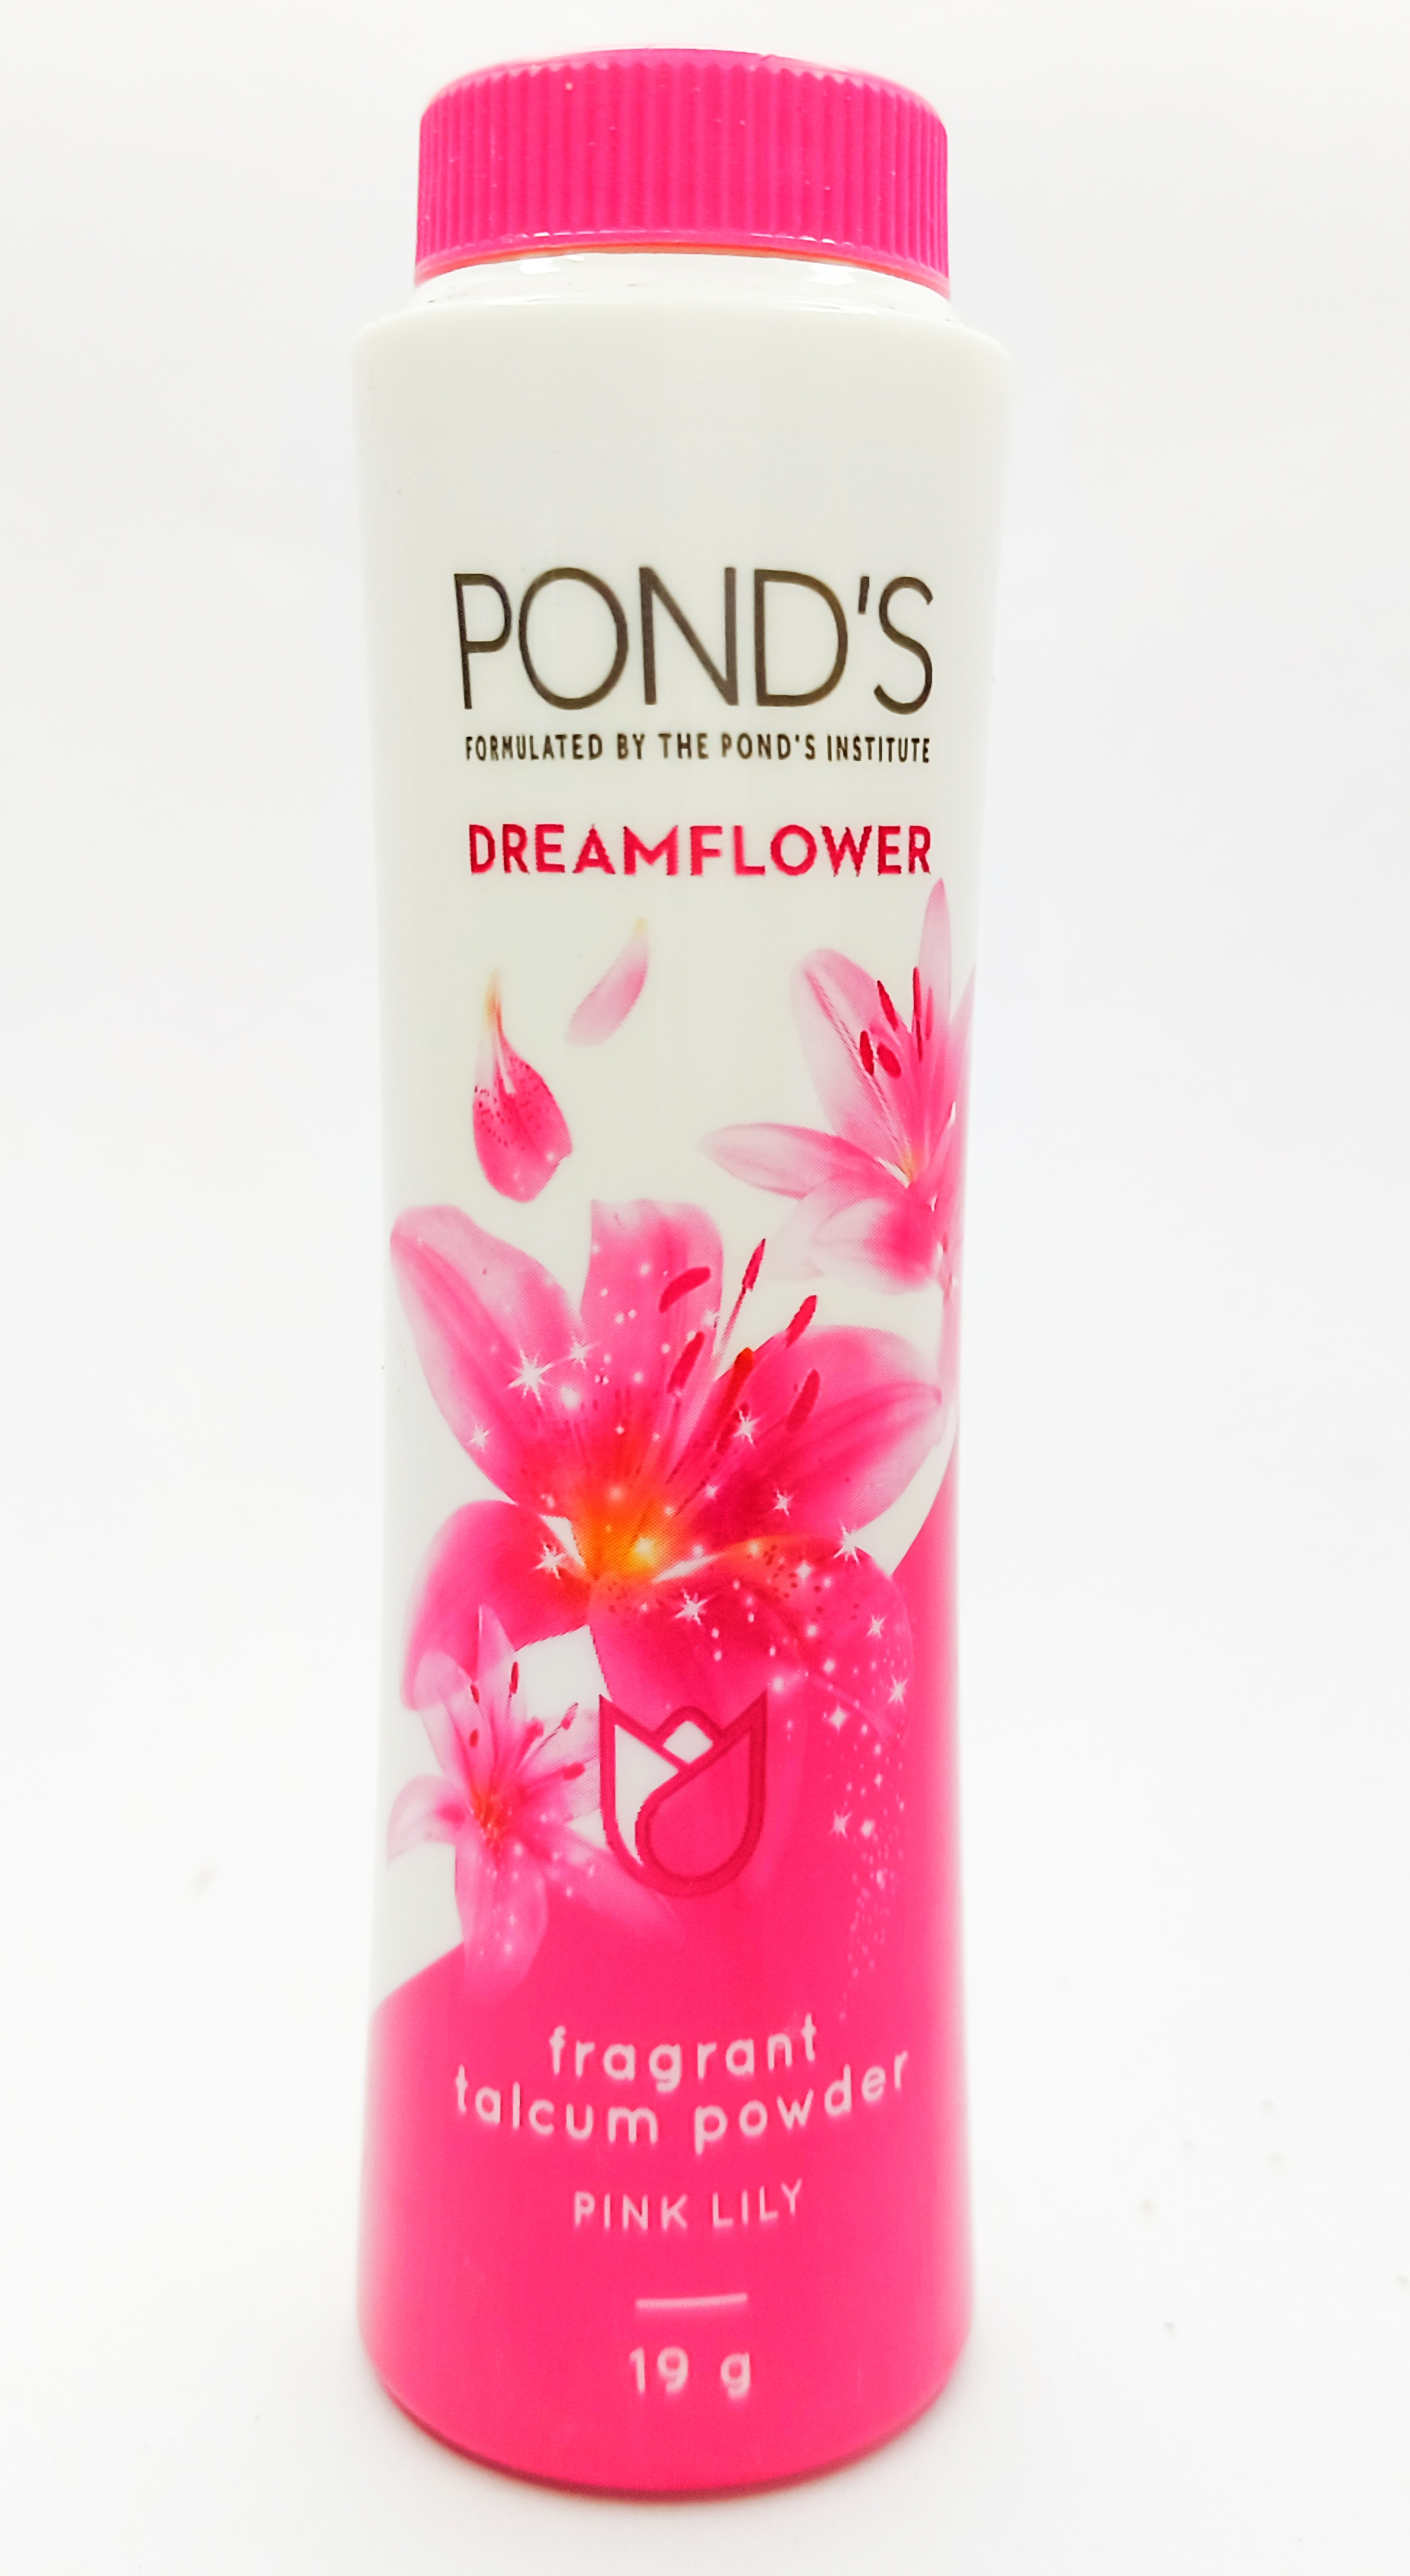 POND'S
FORMULATED BY THE POND'S INSTITUTE
DREAMFLOWER
fragrant
talcum powder
PINK LILY
19 g